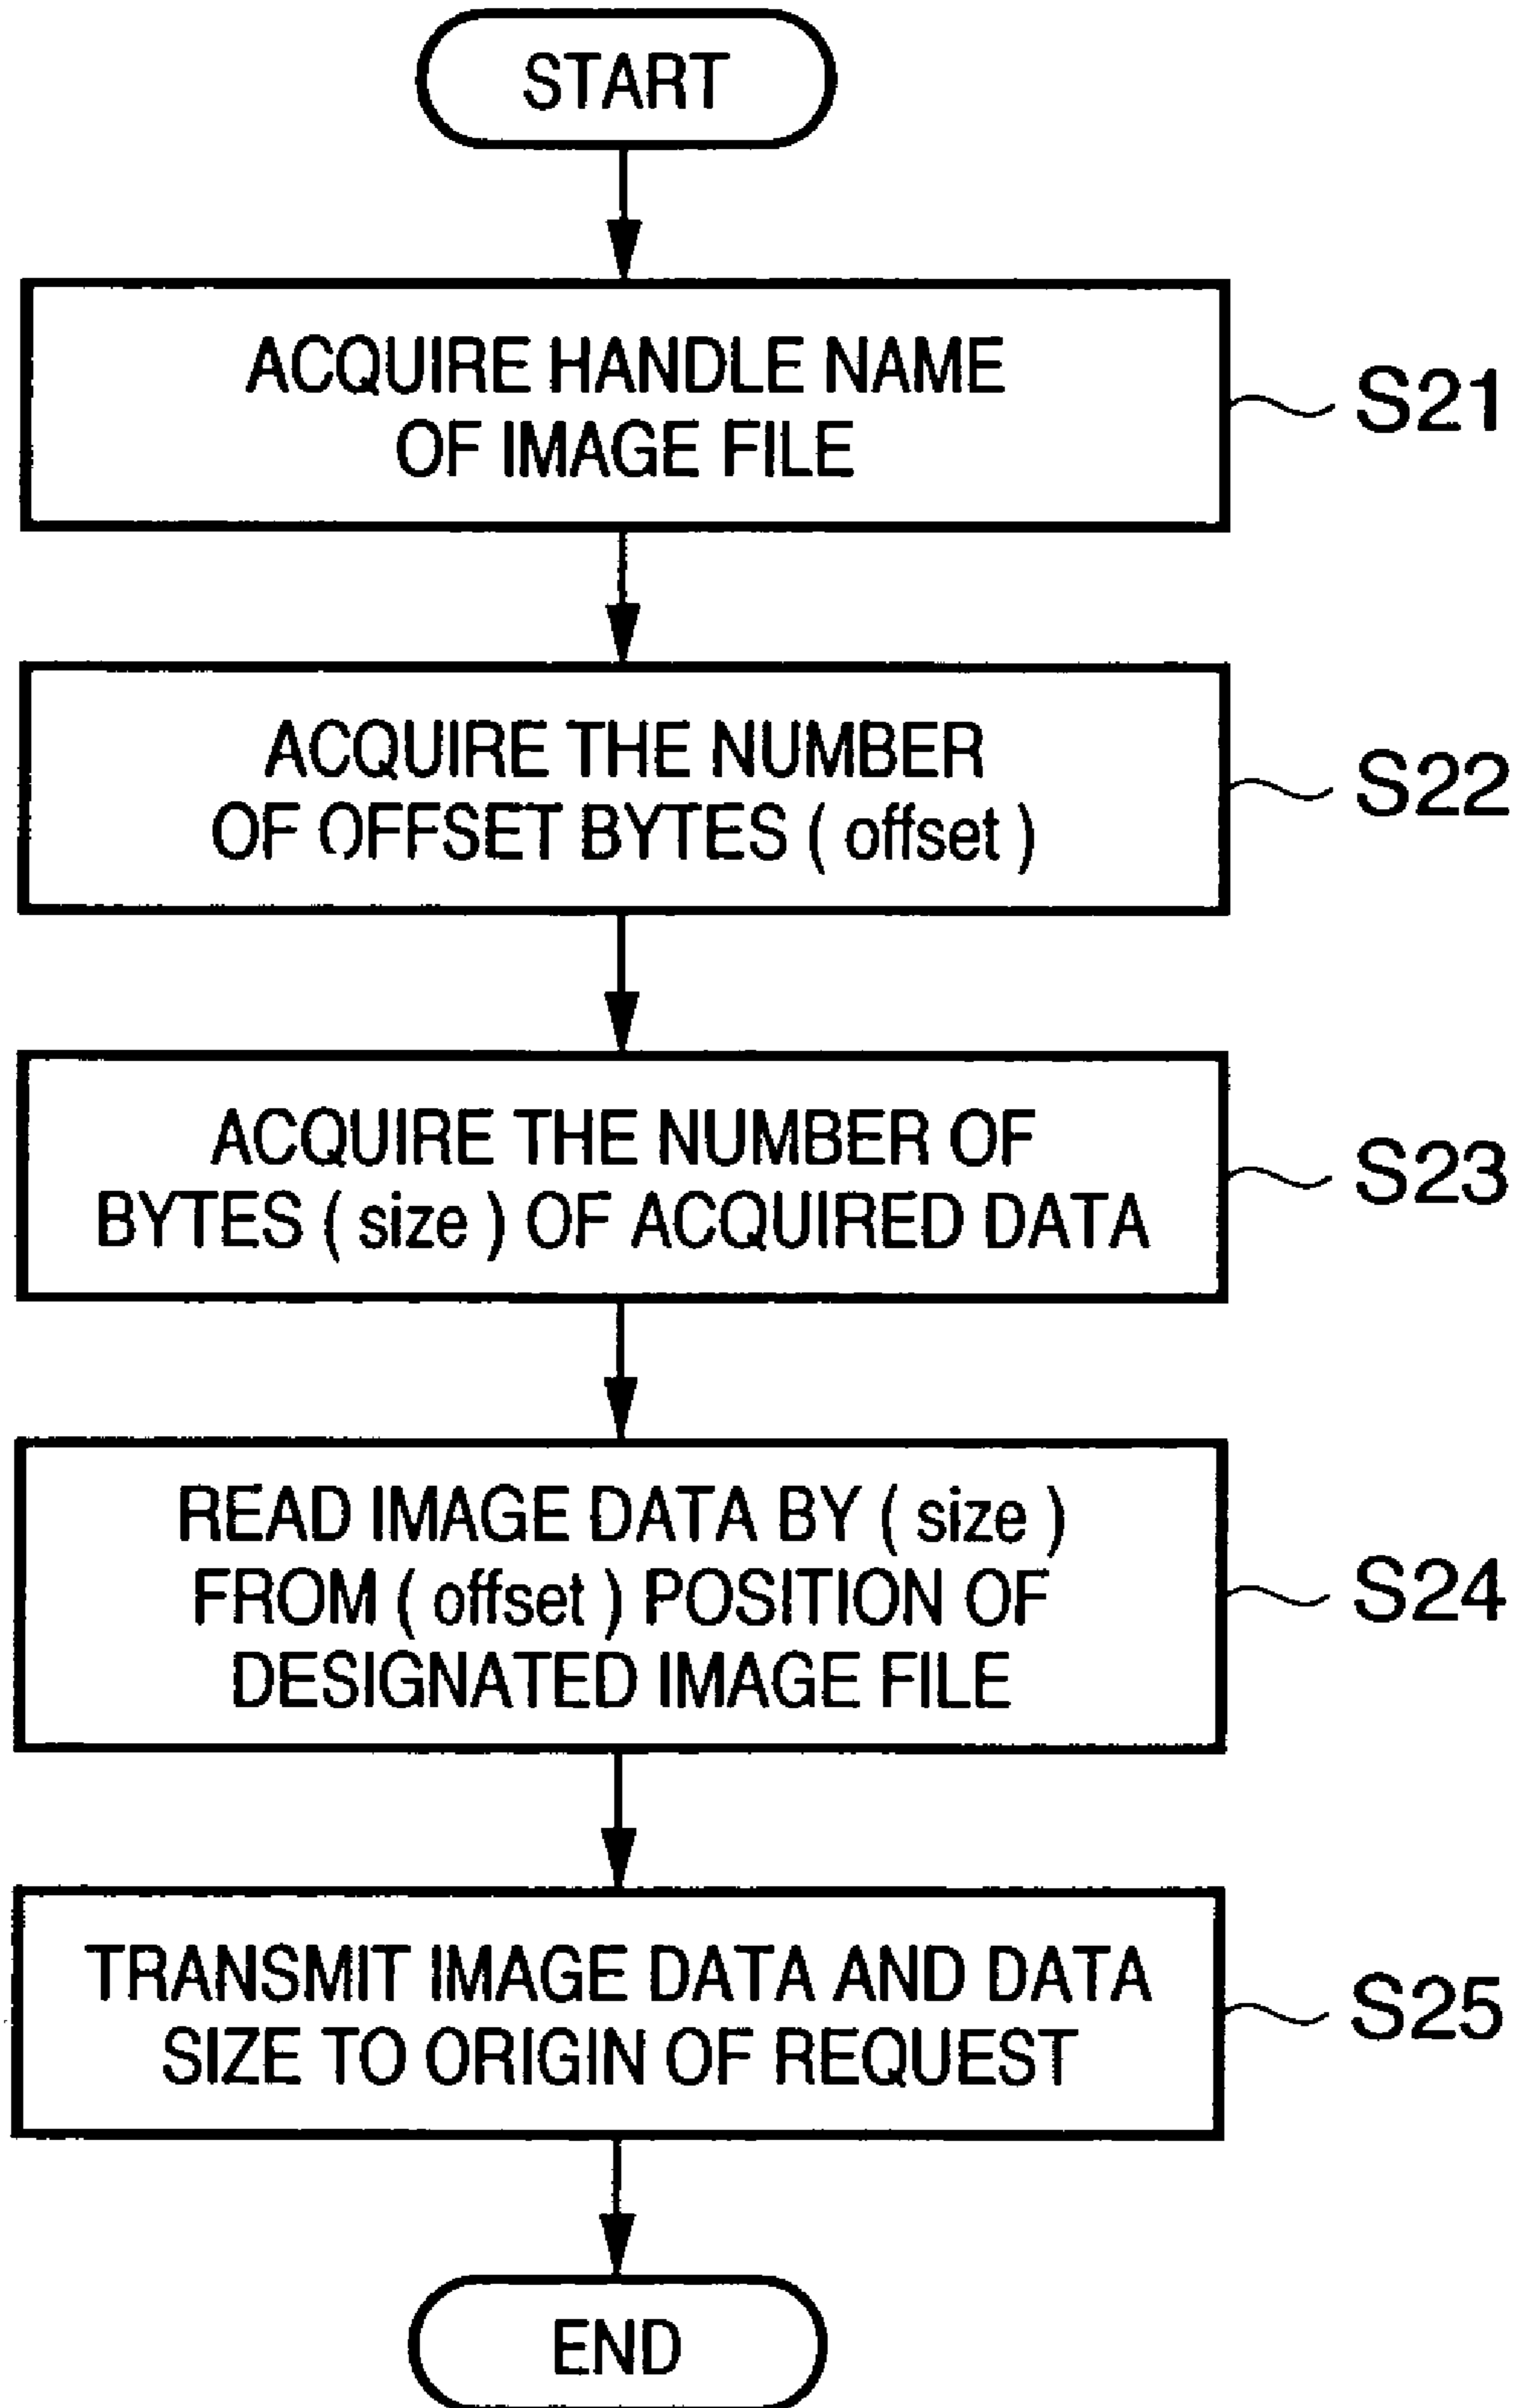 START
ACQUIRE HANDLE NAME
OF IMAGE FILE
S21
ACQUIRE THE NUMBER
OF OFFSET BYTES ( offset )
S22
ACQUIRE THE NUMBER OF
BYTES ( size ) OF ACQUIRED DATA
S23
READ IMAGE DATA BY ( size )
FROM ( offset ) POSITION OF
DESIGNATED IMAGE FILE
S24
TRANSMIT IMAGE DATA AND DATA
SIZE TO ORIGIN OF REQUEST
S25
END